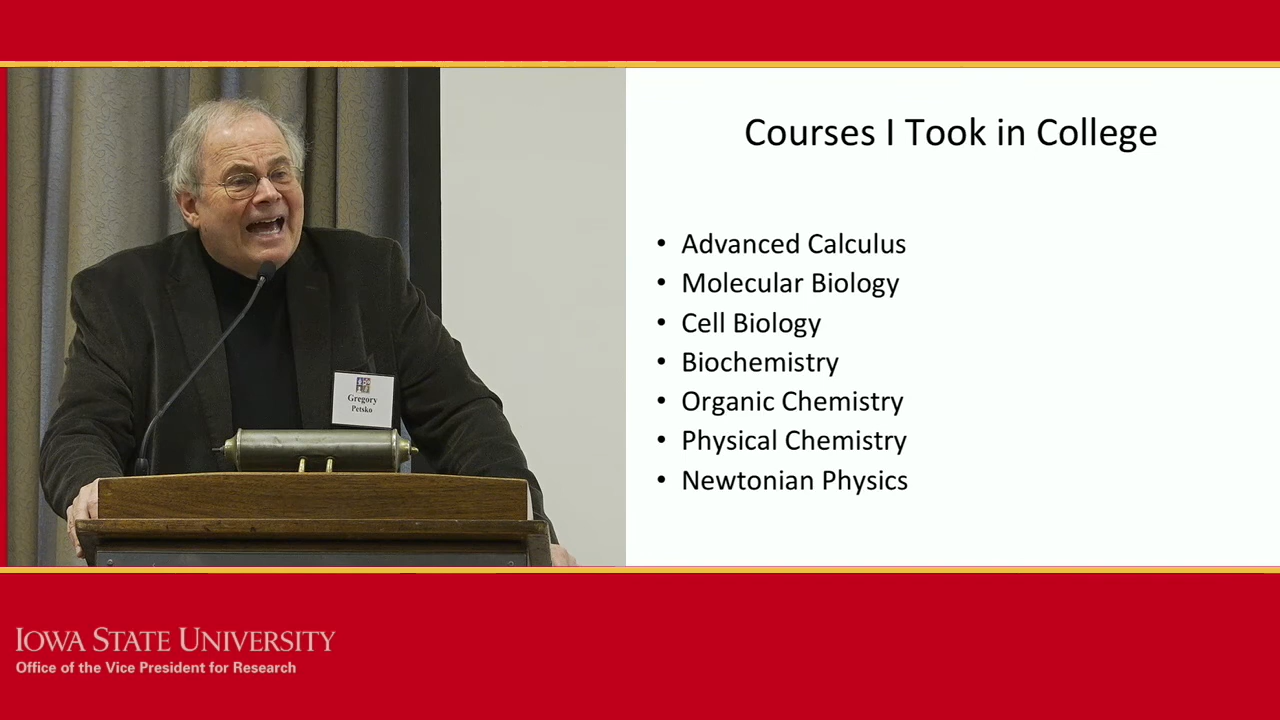 Courses I Took in College
• Advanced Calculus
• Molecular Biology
• Cell Biology
• Biochemistry
• Organic Chemistry
• Physical Chemistry
• Newtonian Physics
Gregory
Petsko
IOWA STATE UNIVERSITY
Office of the Vice President for Research